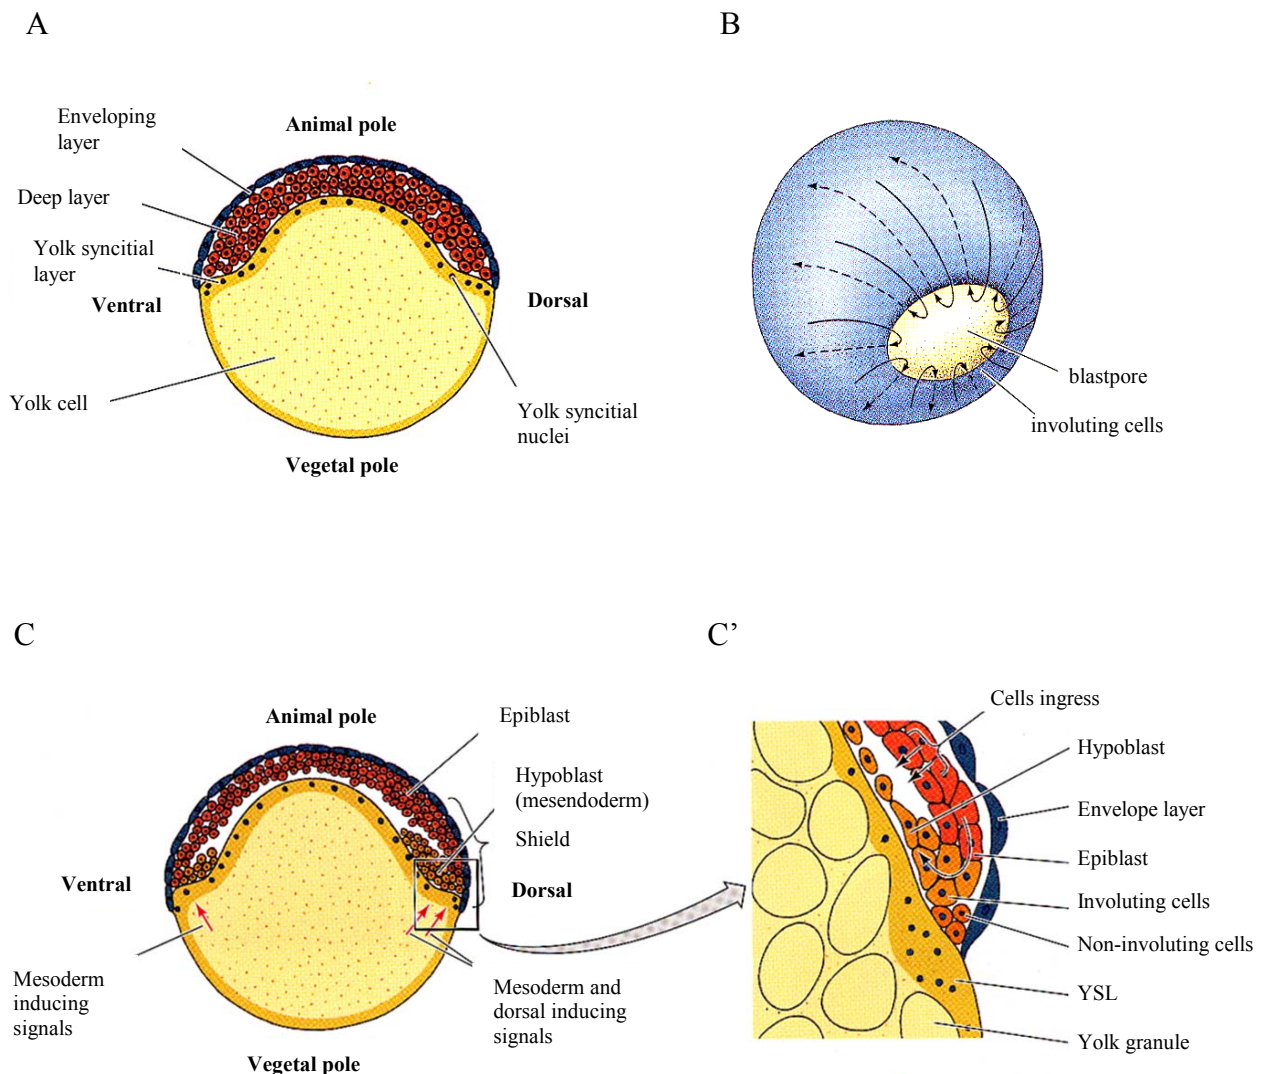 A
Enveloping
layer
Animal pole
Deep layer
Yolk syncitial
layer
Ventral
Dorsal
Yolk cell
Yolk syncitial
nuclei
Vegetal pole
B
blastpore
involuting cells
C
Animal pole
Epiblast
Hypoblast
(mesendoderm)
Shield
Ventral
Dorsal
Mesoderm
inducing
signals
Mesoderm and
dorsal inducing
signals
Vegetal pole
C’
Cells ingress
Hypoblast
Envelope layer
Epiblast
Involuting cells
Non-involuting cells
YSL
Yolk granule